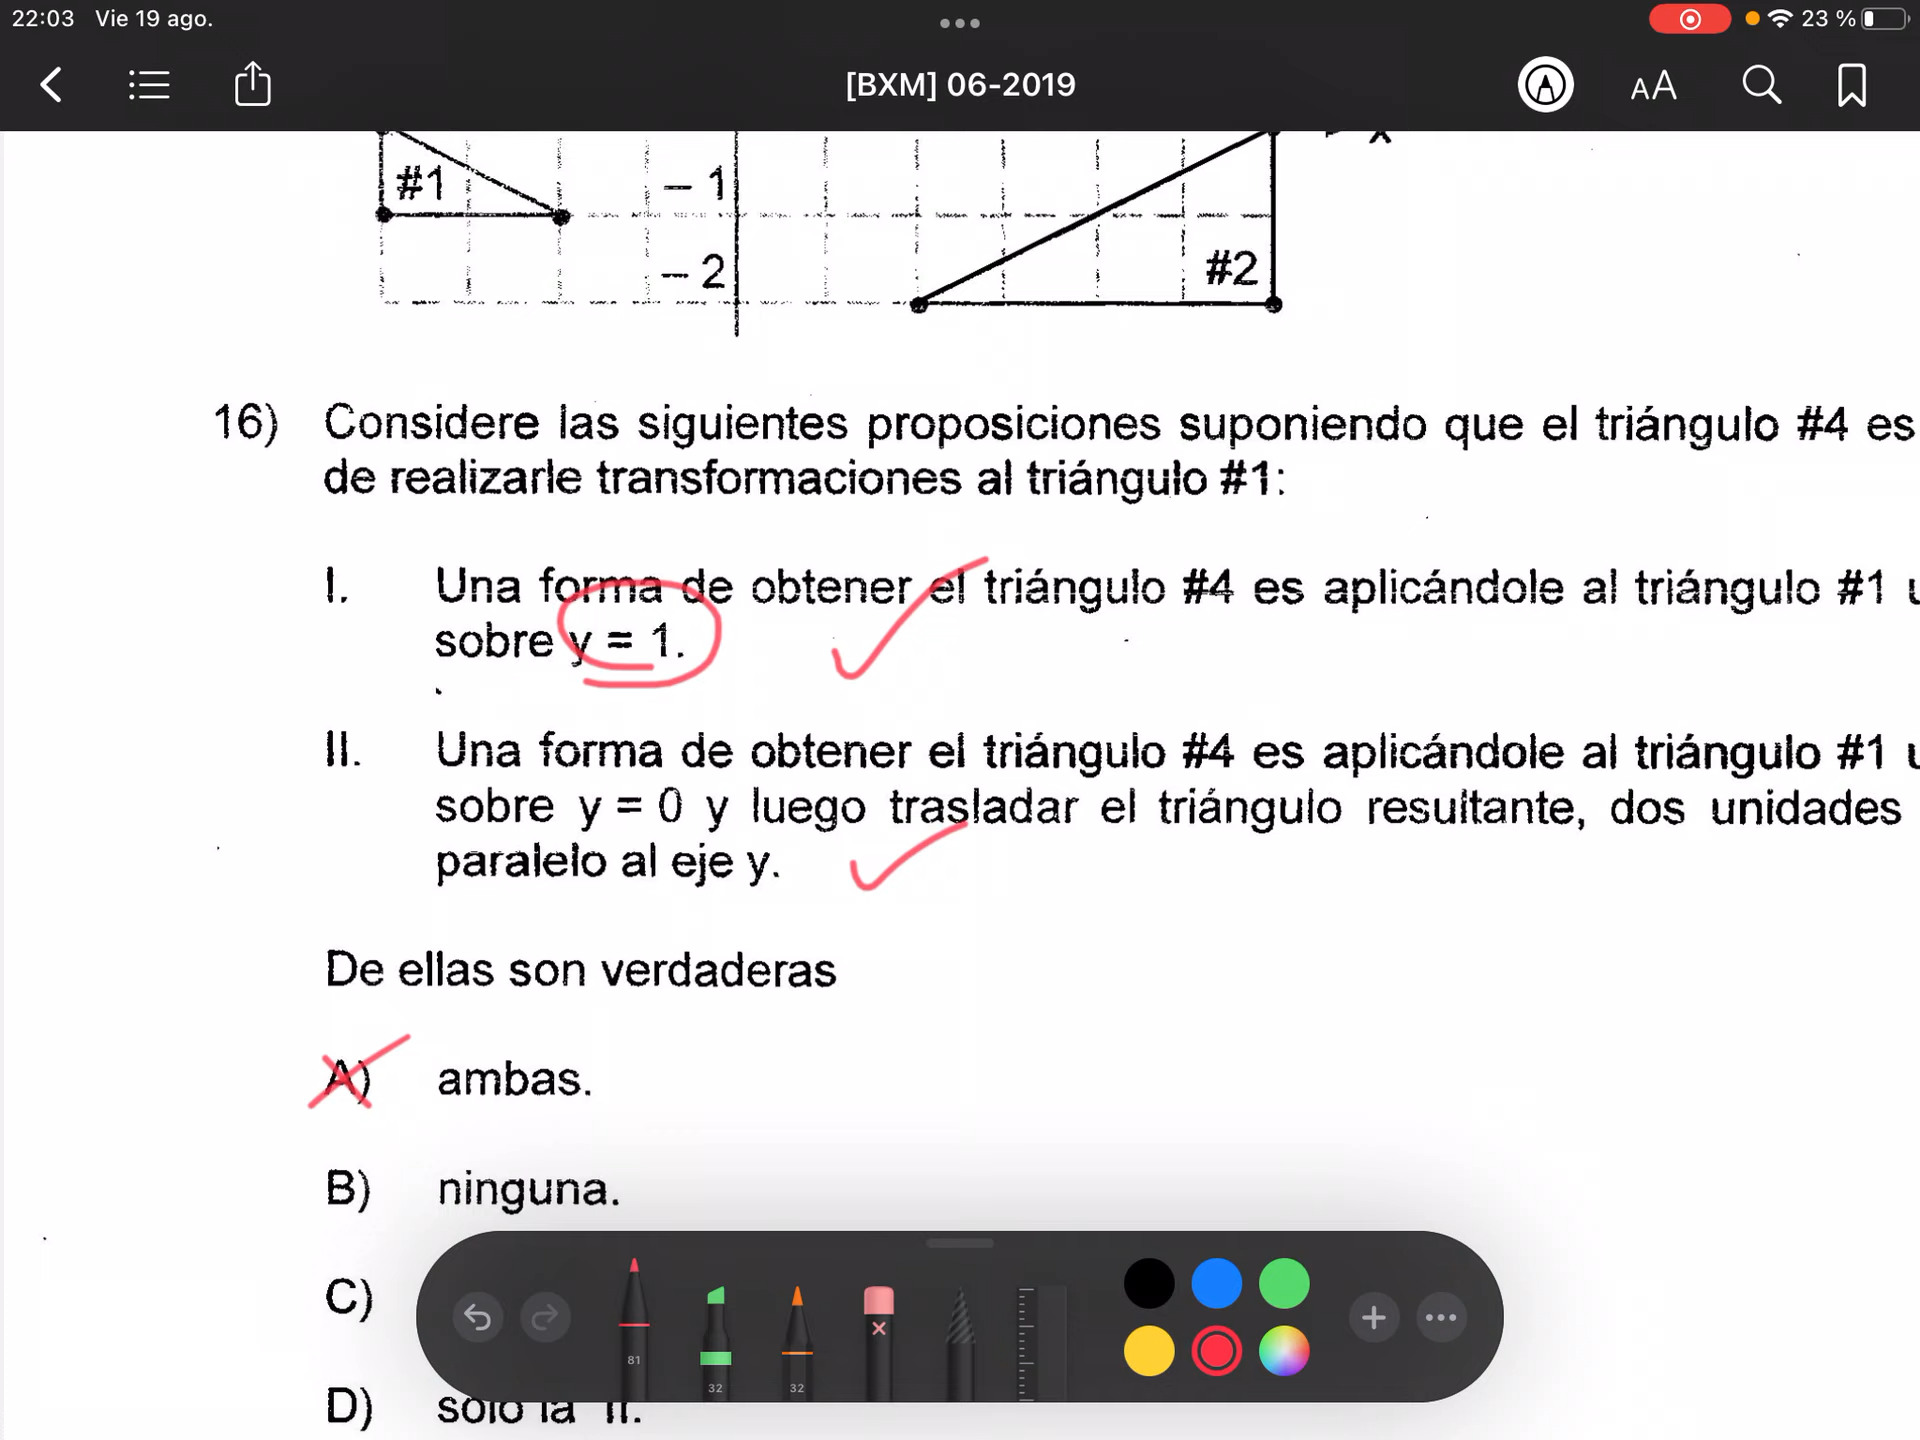 22:03 Vie 19 ago.
23 %
[BXM] 06-2019
AA
x
#1
– 1
– 2
#2
16) Considere las siguientes proposiciones suponiendo que el triángulo #4 es
de realizarle transformaciones al triángulo #1:
I. Una forma de obtener el triángulo #4 es aplicándole al triángulo #1 u
sobre y = 1.
II. Una forma de obtener el triángulo #4 es aplicándole al triángulo #1 u
sobre y = 0 y luego trasladar el triángulo resultante, dos unidades
paralelo al eje y.
De ellas son verdaderas
A) ambas.
B) ninguna.
C)
D) solo la II.
81
32
32